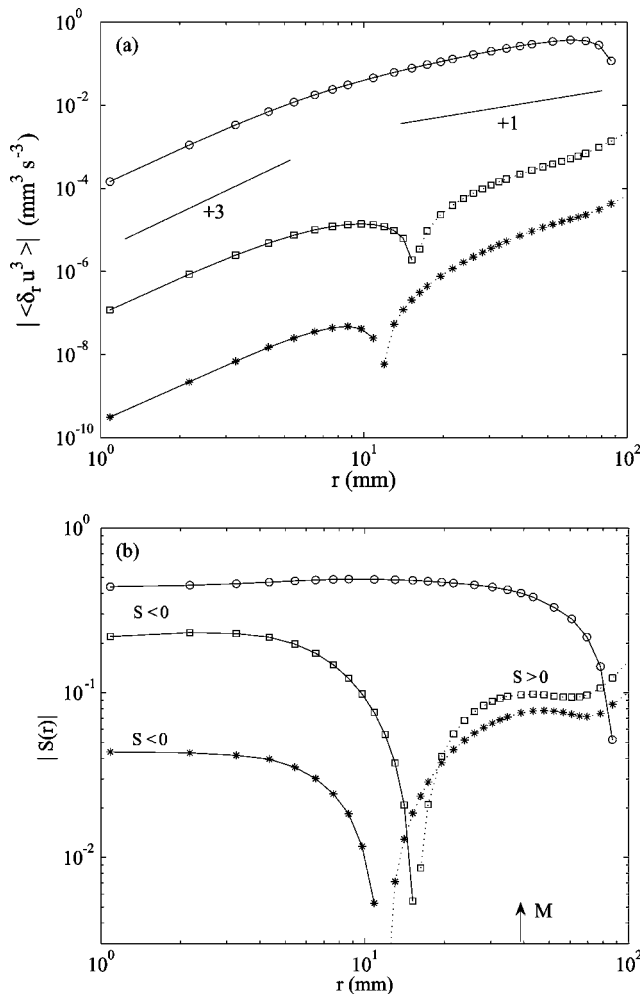 (a)
10^0
10^-2
10^-4
10^-6
10^-8
10^-10
| <δ_r u^3> | (mm^3 s^-3)
+1
+3
10^0 10^1 10^2
r (mm)
(b)
10^0
10^-1
10^-2
| S(r)|
S < 0
S < 0
S > 0
M
10^0 10^1 10^2
r (mm)